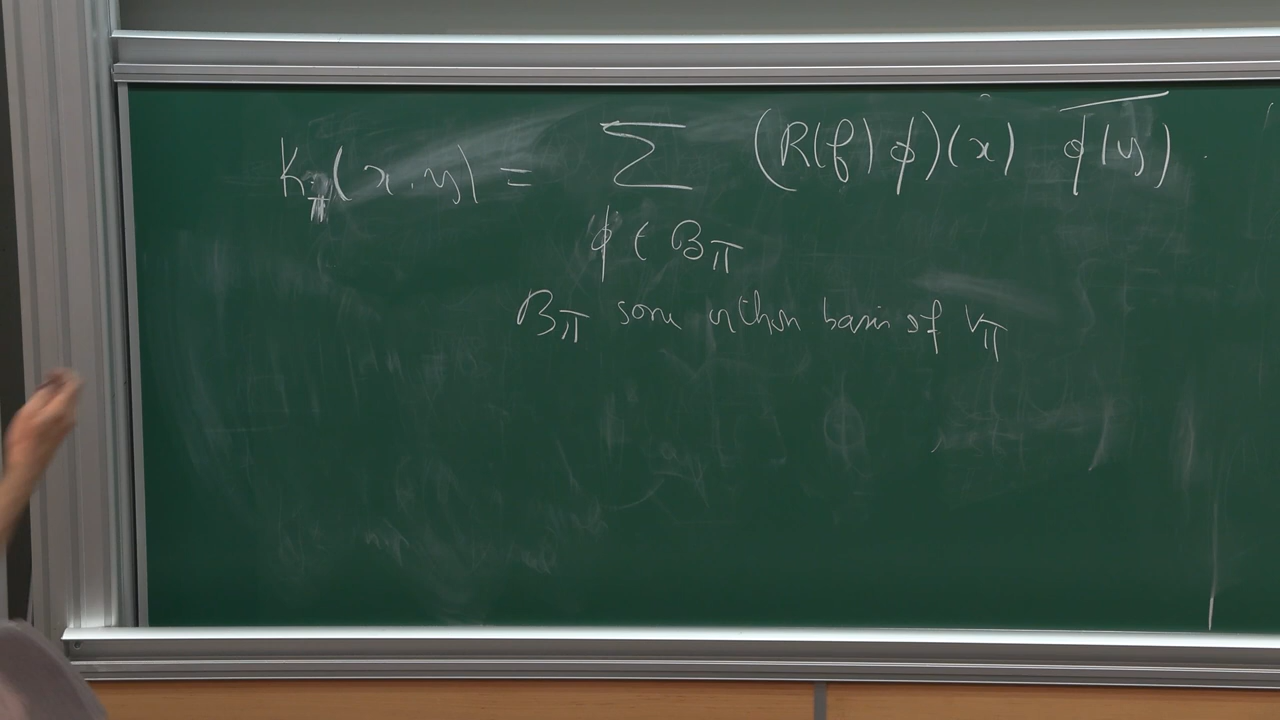 K_π(x,y) = ∑ (R(f)φ)(x) \overline{φ(y)}.
φ ∈ B_π
B_π some orthon basis of V_π